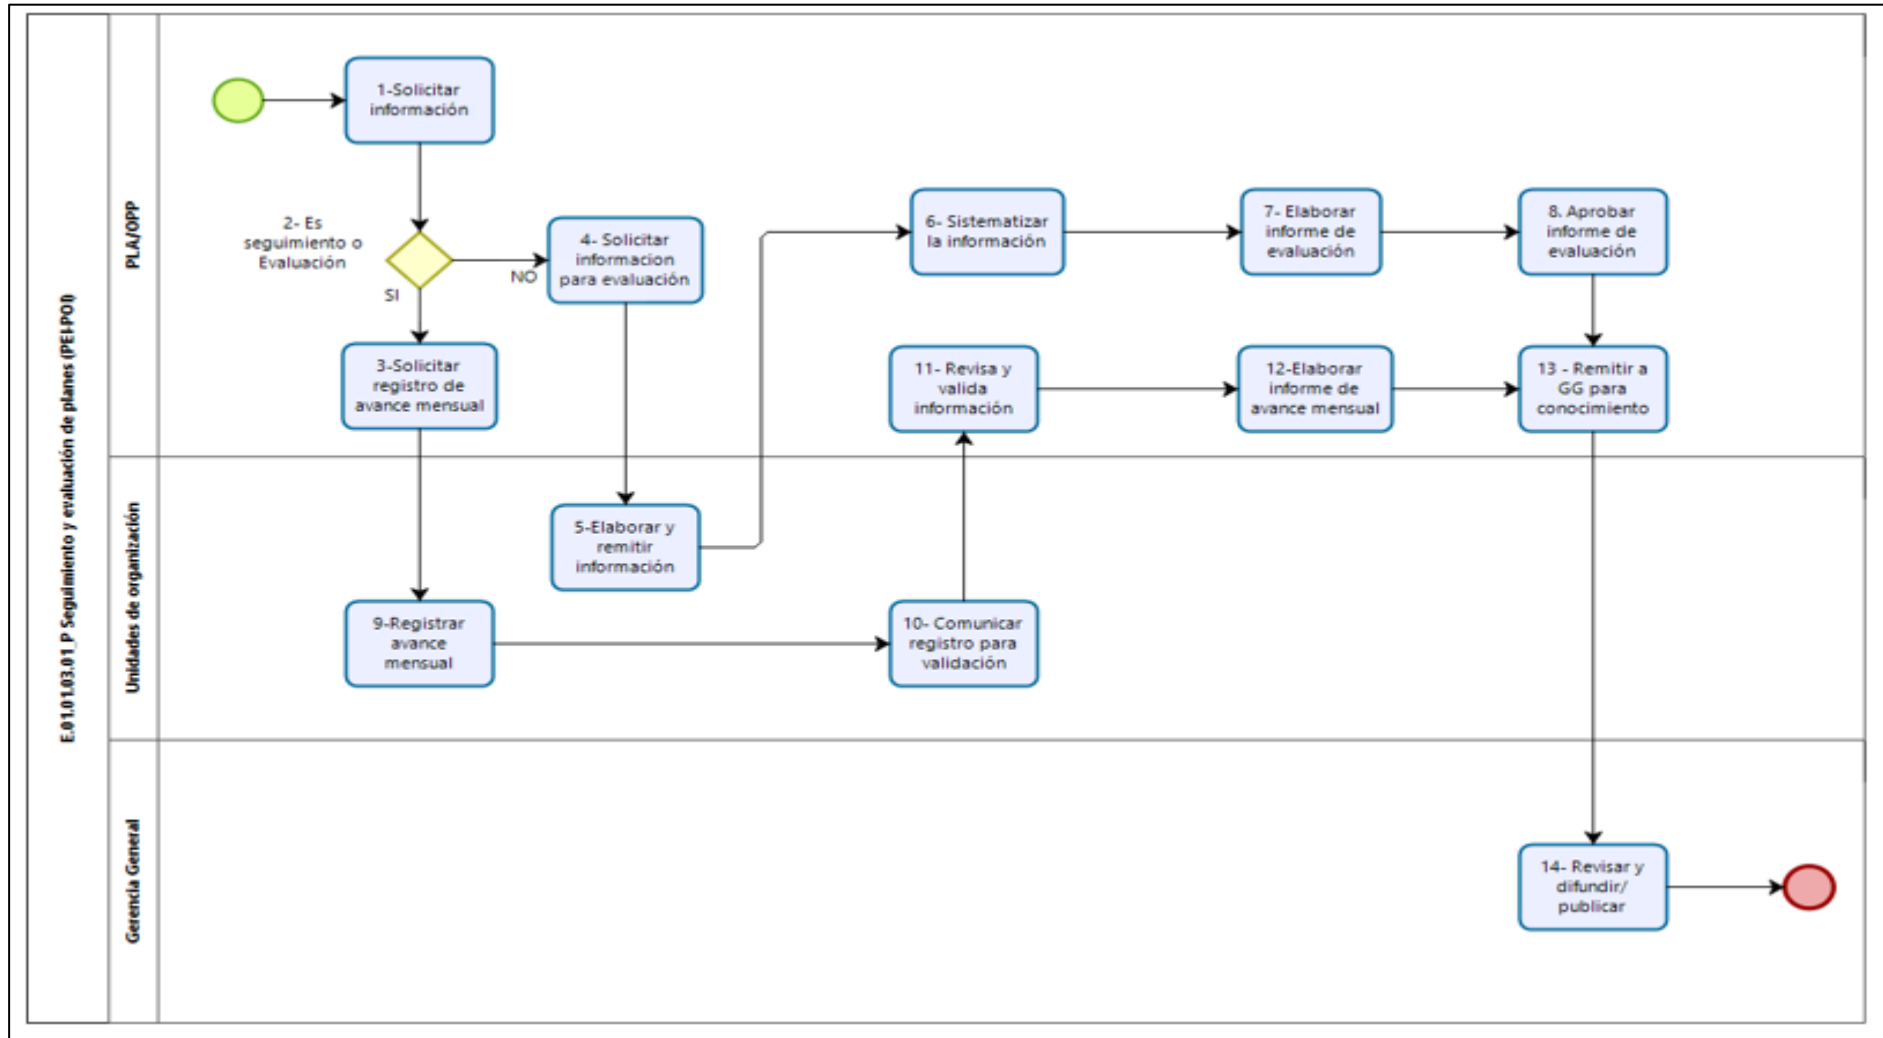 E.01.01.03.01_P Seguimiento y evaluación de planes (PEI-POI)
PLA/OPP
1-Solicitar
información
2- Es
seguimiento o
Evaluación
SI
NO
3-Solicitar
registro de
avance mensual
4- Solicitar
informacion
para evaluación
6- Sistematizar
la información
7- Elaborar
informe de
evaluación
8. Aprobar
informe de
evaluación
11- Revisa y
valida
información
12-Elaborar
informe de
avance mensual
13 - Remitir a
GG para
conocimiento
Unidades de organización
5-Elaborar y
remitir
información
9-Registrar
avance
mensual
10- Comunicar
registro para
validación
Gerencia General
14- Revisar y
difundir/
publicar